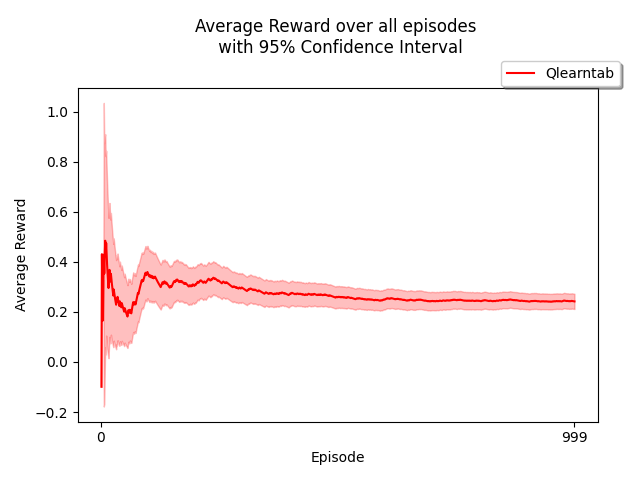 Average Reward over all episodes
with 95% Confidence Interval
Qlearntab
1.0
0.8
0.6
0.4
0.2
0.0
−0.2
Average Reward
0
999
Episode